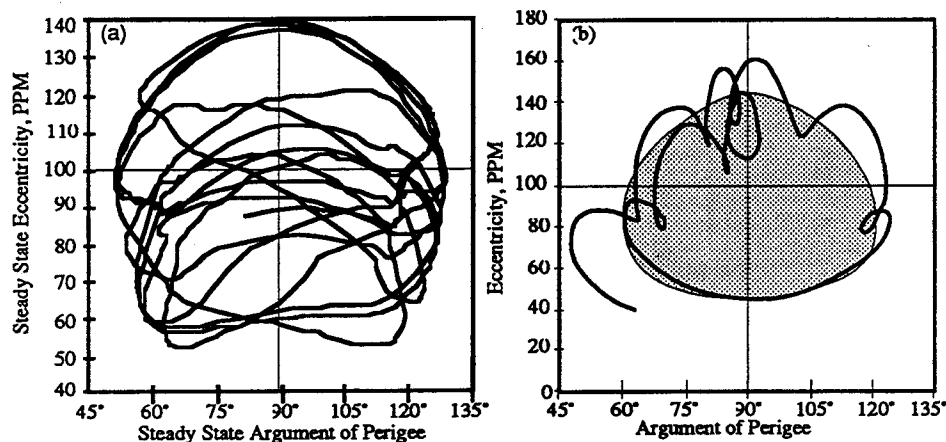 (a)
Steady State Eccentricity, PPM
140
130
120
110
100
90
80
70
60
50
40
45° 60° 75° 90° 105° 120° 135°
Steady State Argument of Perigee
(b)
Eccentricity, PPM
180
160
140
120
100
80
60
40
20
0
45° 60° 75° 90° 105° 120° 135°
Argument of Perigee